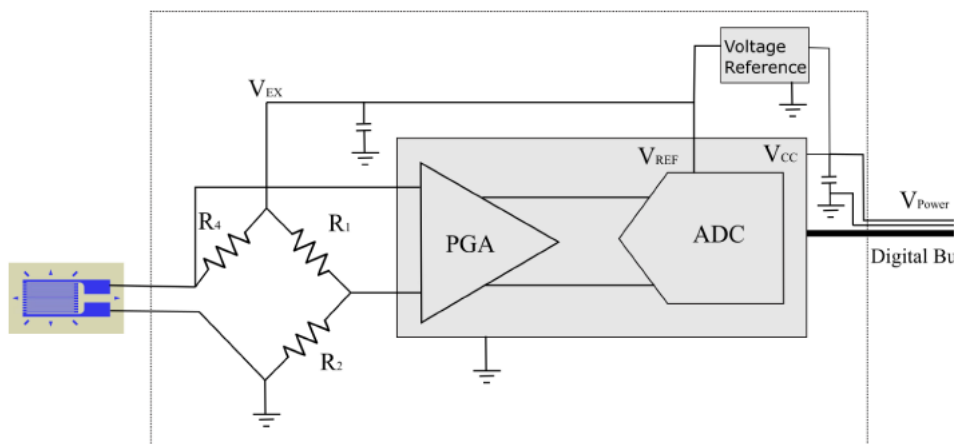 Voltage
Reference
VEX
VREF
VCC
VPower
R4
R1
PGA
ADC
Digital Bu
R2